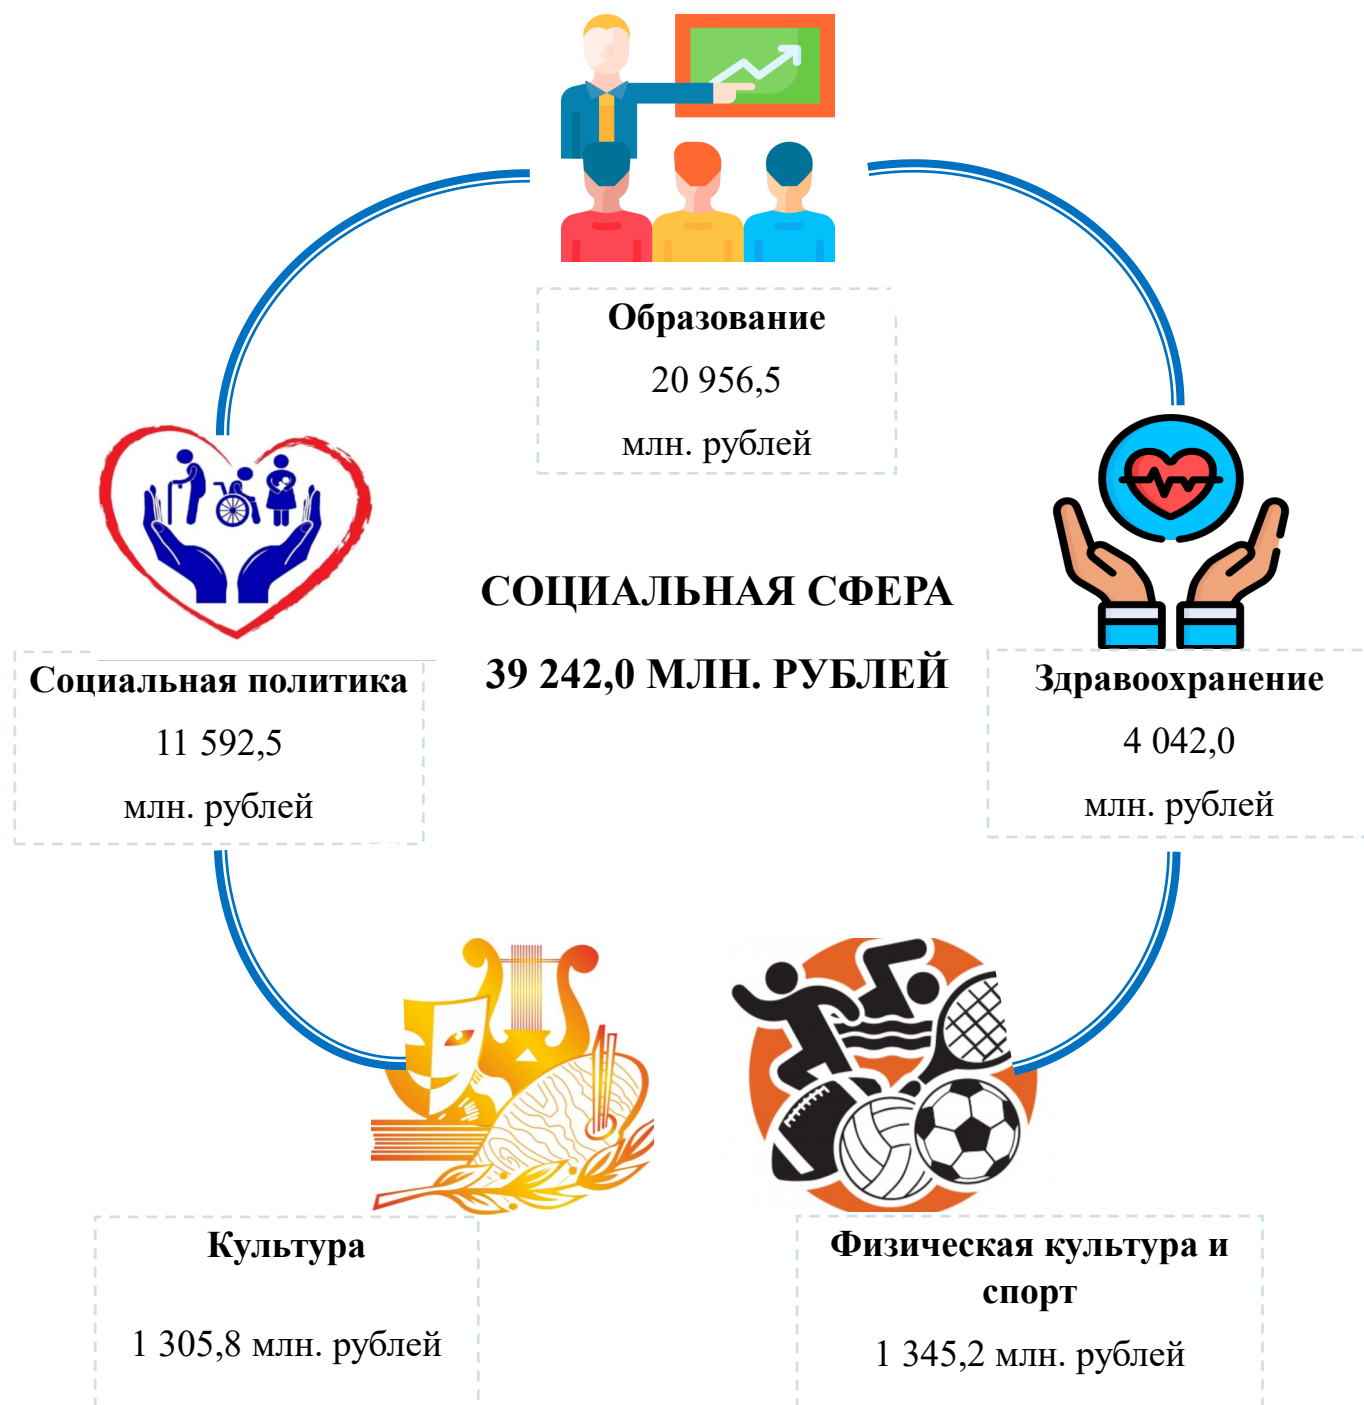 Образование
20 956,5
млн. рублей
СОЦИАЛЬНАЯ СФЕРА
39 242,0 МЛН. РУБЛЕЙ
Социальная политика
11 592,5
млн. рублей
Здравоохранение
4 042,0
млн. рублей
Культура
1 305,8 млн. рублей
Физическая культура и
спорт
1 345,2 млн. рублей